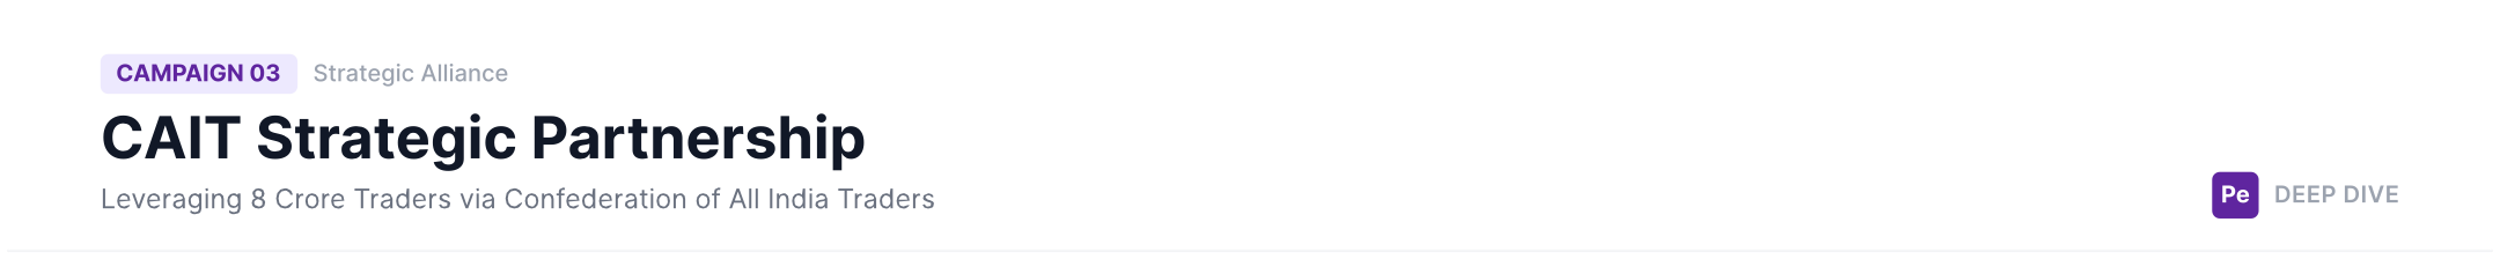 CAMPAIGN 03 Strategic Alliance
CAIT Strategic Partnership
Leveraging 8 Crore Traders via Confederation of All India Traders
Pe DEEP DIVE